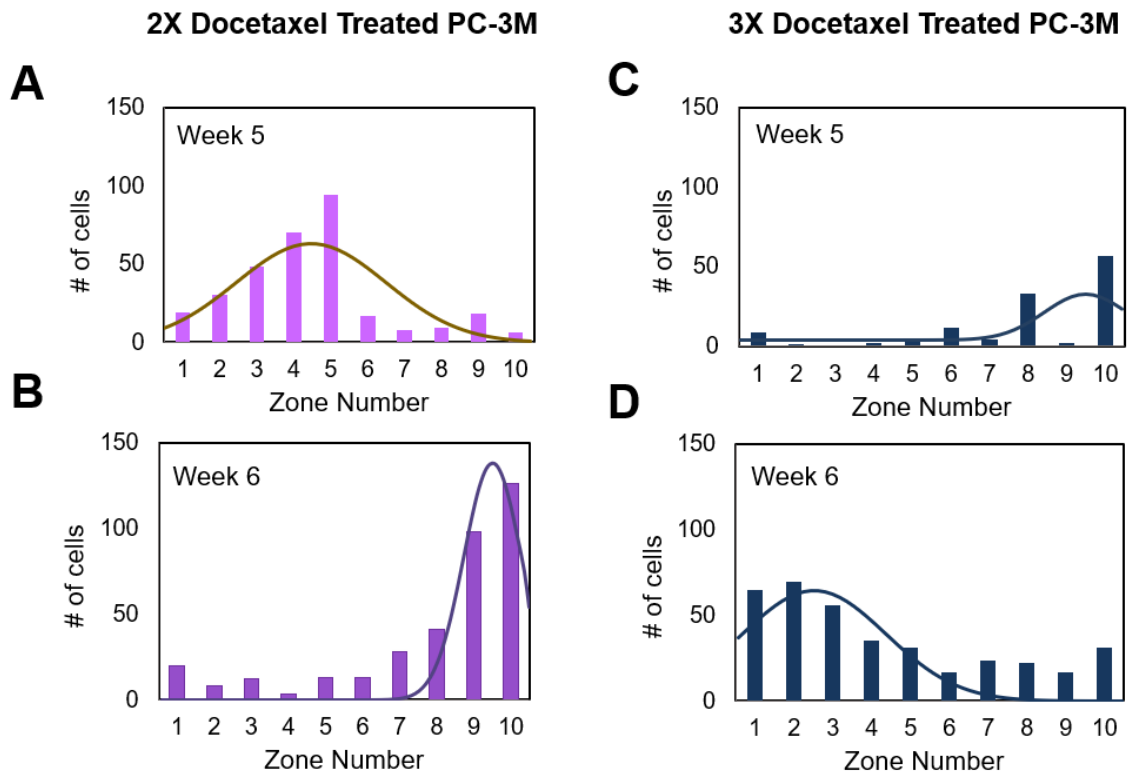 2X Docetaxel Treated PC-3M
3X Docetaxel Treated PC-3M
A
150
100
50
0
# of cells
Week 5
1 2 3 4 5 6 7 8 9 10
Zone Number
B
150
100
50
0
# of cells
Week 6
1 2 3 4 5 6 7 8 9 10
Zone Number
C
150
100
50
0
# of cells
Week 5
1 2 3 4 5 6 7 8 9 10
Zone Number
D
150
100
50
0
# of cells
Week 6
1 2 3 4 5 6 7 8 9 10
Zone Number